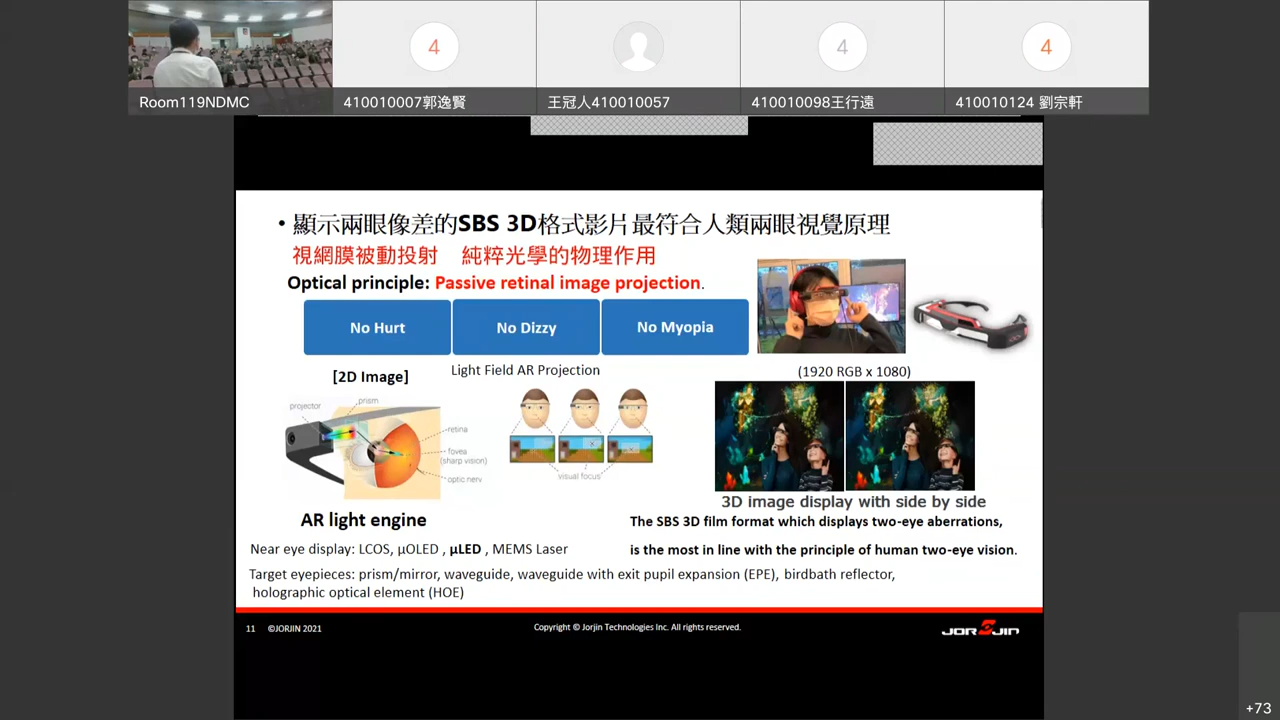 4
4
4
Room119NDMC
410010007郭逸賢
王冠人410010057
410010098王行遠
410010124 劉宗軒
• 顯示兩眼像差的SBS 3D格式影片最符合人類兩眼視覺原理
視網膜被動投射 純粹光學的物理作用
Optical principle: Passive retinal image projection.
No Hurt
No Dizzy
No Myopia
[2D Image]
Light Field AR Projection
(1920 RGB x 1080)
projector
prism
retina
fovea
(sharp vision)
optic nerv
visual focus
3D image display with side by side
AR light engine
The SBS 3D film format which displays two-eye aberrations,
is the most in line with the principle of human two-eye vision.
Near eye display: LCOS, μOLED , μLED , MEMS Laser
Target eyepieces: prism/mirror, waveguide, waveguide with exit pupil expansion (EPE), birdbath reflector,
holographic optical element (HOE)
11 ©JORJIN 2021
Copyright © Jorjin Technologies Inc. All rights reserved.
JORJIN
+73